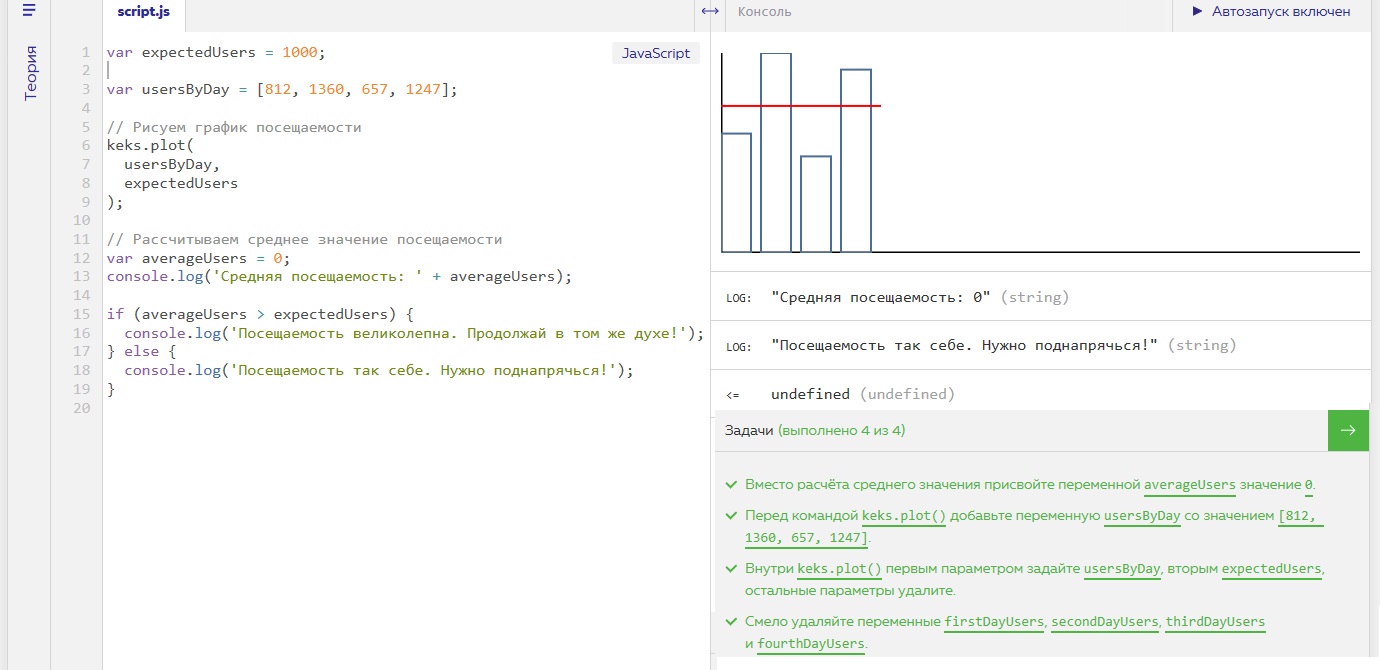 script.js
Консоль
Автозапуск включен
Теория
JavaScript
1 var expectedUsers = 1000;
2
3 var usersByDay = [812, 1360, 657, 1247];
4
5 // Рисуем график посещаемости
6 keks.plot(
7 usersByDay,
8 expectedUsers
9 );
10
11 // Рассчитываем среднее значение посещаемости
12 var averageUsers = 0;
13 console.log('Средняя посещаемость: ' + averageUsers);
14
15 if (averageUsers > expectedUsers) {
16 console.log('Посещаемость великолепна. Продолжай в том же духе!');
17 } else {
18 console.log('Посещаемость так себе. Нужно поднапрячься!');
19 }
20
LOG: "Средняя посещаемость: 0" (string)
LOG: "Посещаемость так себе. Нужно поднапрячься!" (string)
<= undefined (undefined)
Задачи (выполнено 4 из 4)
Вместо расчёта среднего значения присвойте переменной averageUsers значение 0.
Перед командой keks.plot() добавьте переменную usersByDay со значением [812,
1360, 657, 1247].
Внутри keks.plot() первым параметром задайте usersByDay, вторым expectedUsers,
остальные параметры удалите.
Смело удаляйте переменные firstDayUsers, secondDayUsers, thirdDayUsers
и fourthDayUsers.